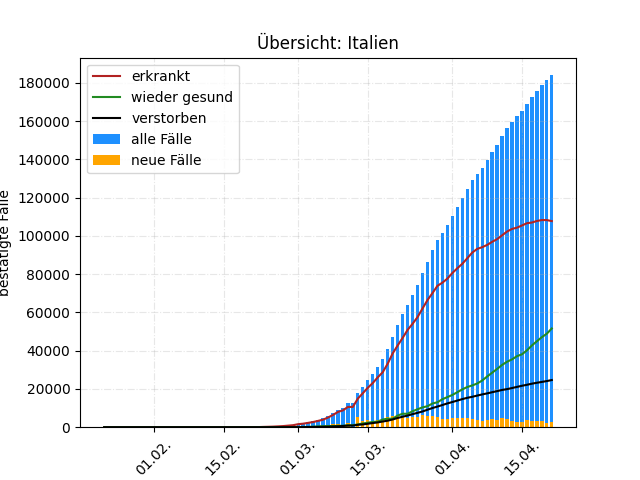 Übersicht: Italien
erkrankt
wieder gesund
verstorben
alle Fälle
neue Fälle
bestätigte Fälle
180000
160000
140000
120000
100000
80000
60000
40000
20000
0
01.02.
15.02.
01.03.
15.03.
01.04.
15.04.